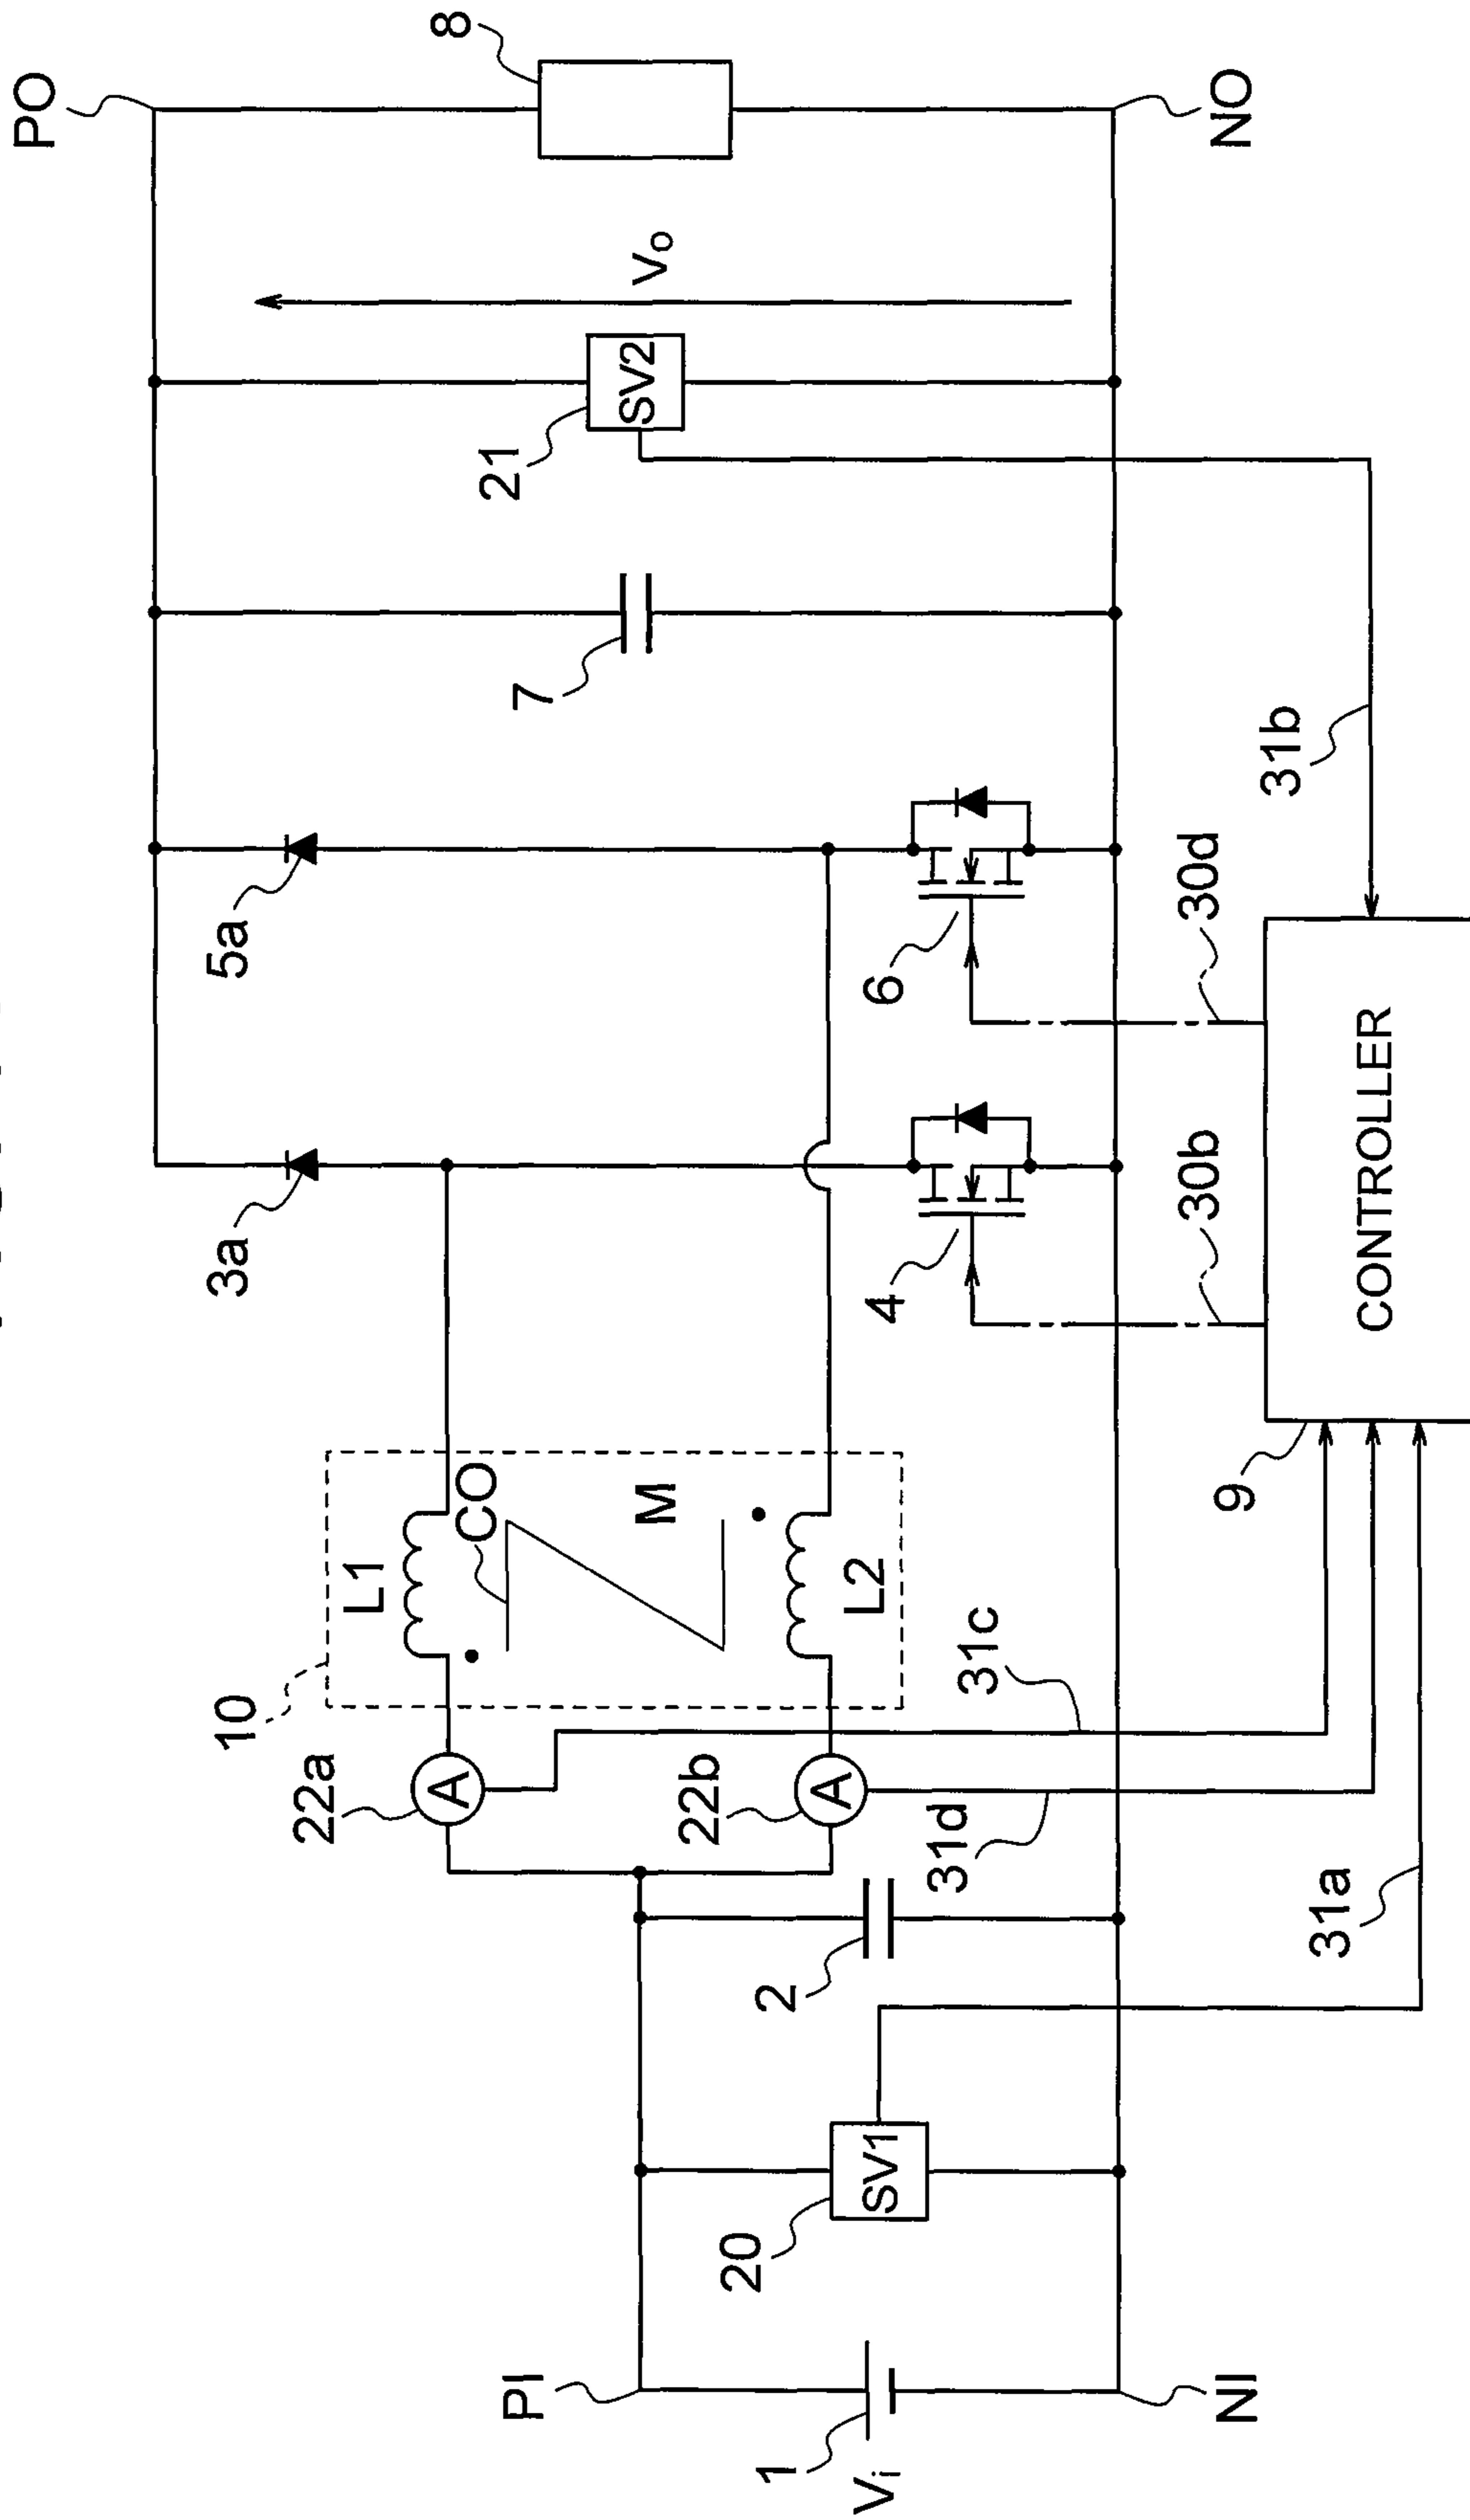 PO
8
Vo
SV2
21
7
5a
3a
6
4
31b
30d
30b
NO
CONTROLLER
9
10
L1
CO
M
L2
22a
A
22b
A
31c
31d
31a
2
20
SV1
PI
1
Vi
NI